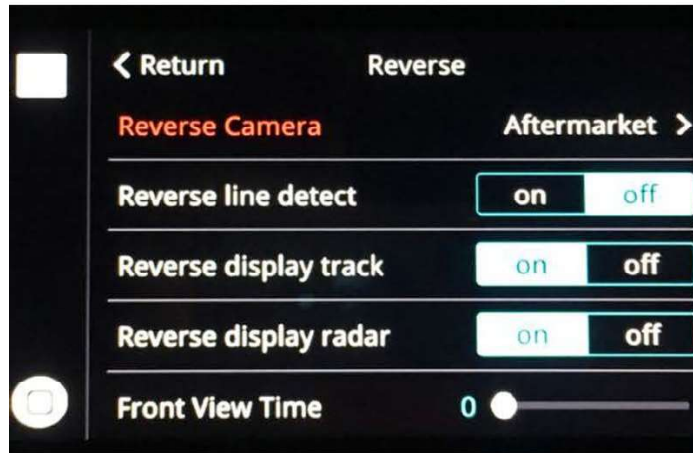 Return Reverse
Reverse Camera Aftermarket
Reverse line detect on off
Reverse display track on off
Reverse display radar on off
Front View Time 0